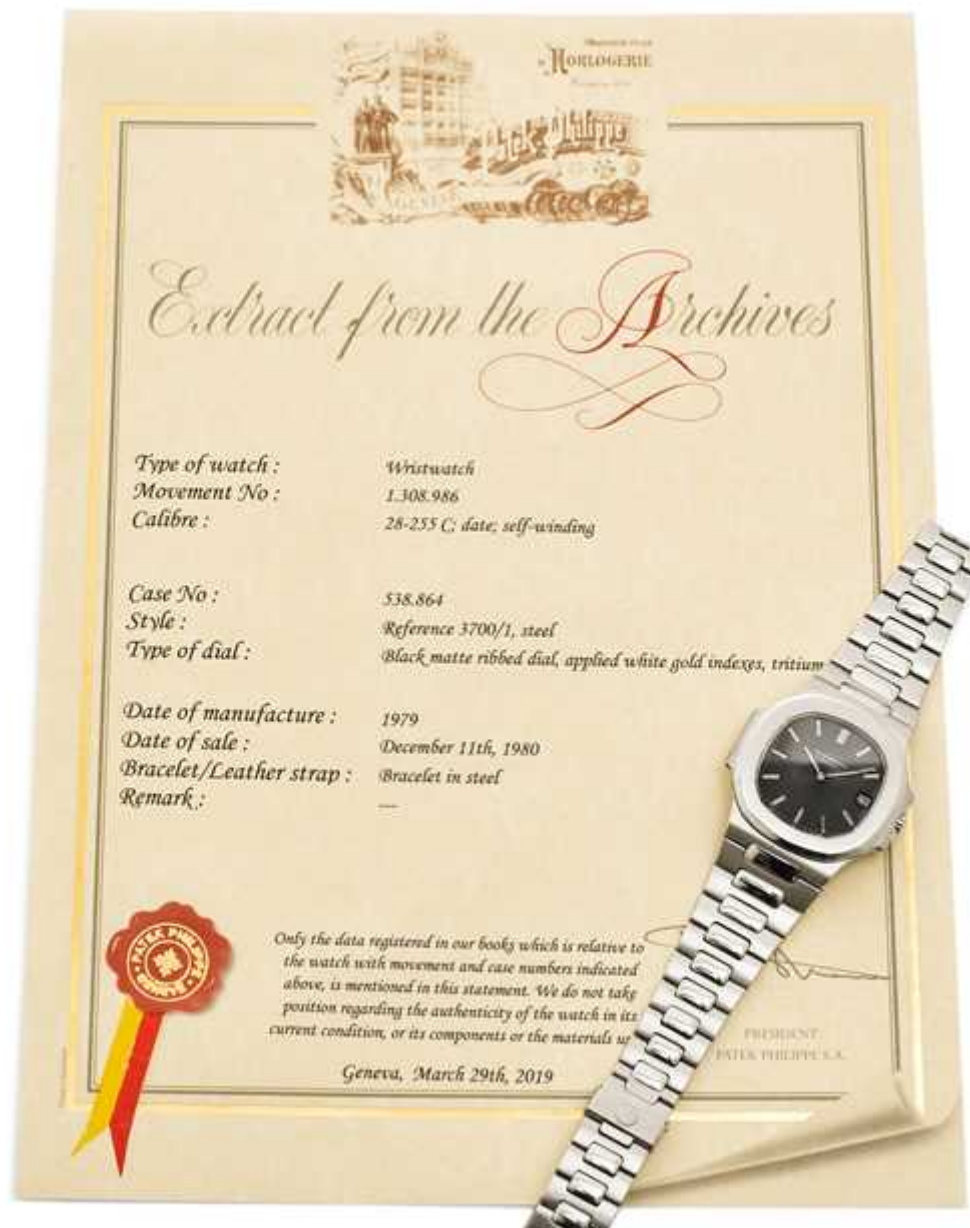 HORLOGERIE
Patek Philippe
GENÈVE
Extract from the Archives
Type of watch : Wristwatch
Movement No : 1.308.986
Calibre : 28-255 C; date; self-winding
Case No : 538.864
Style : Reference 3700/1, steel
Type of dial : Black matte ribbed dial, applied white gold indexes, tritium
Date of manufacture : 1979
Date of sale : December 11th, 1980
Bracelet/Leather strap : Bracelet in steel
Remark : —
PATEK PHILIPPE
Only the data registered in our books which is relative to
the watch with movement and case numbers indicated
above, is mentioned in this statement. We do not take
position regarding the authenticity of the watch in its
current condition, or its components or the materials
Geneva, March 29th, 2019
PRESIDENT
PATEK PHILIPPE S.A.